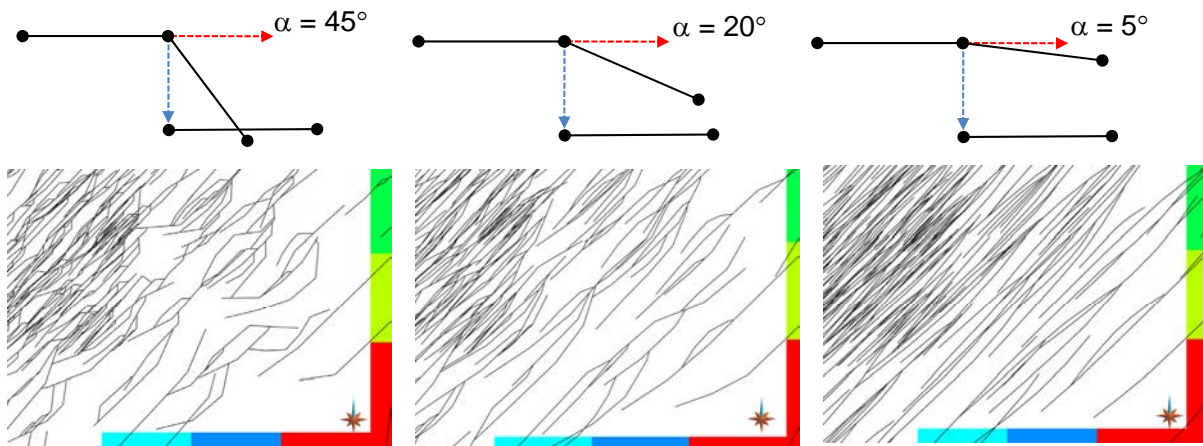 α = 45°
α = 20°
α = 5°